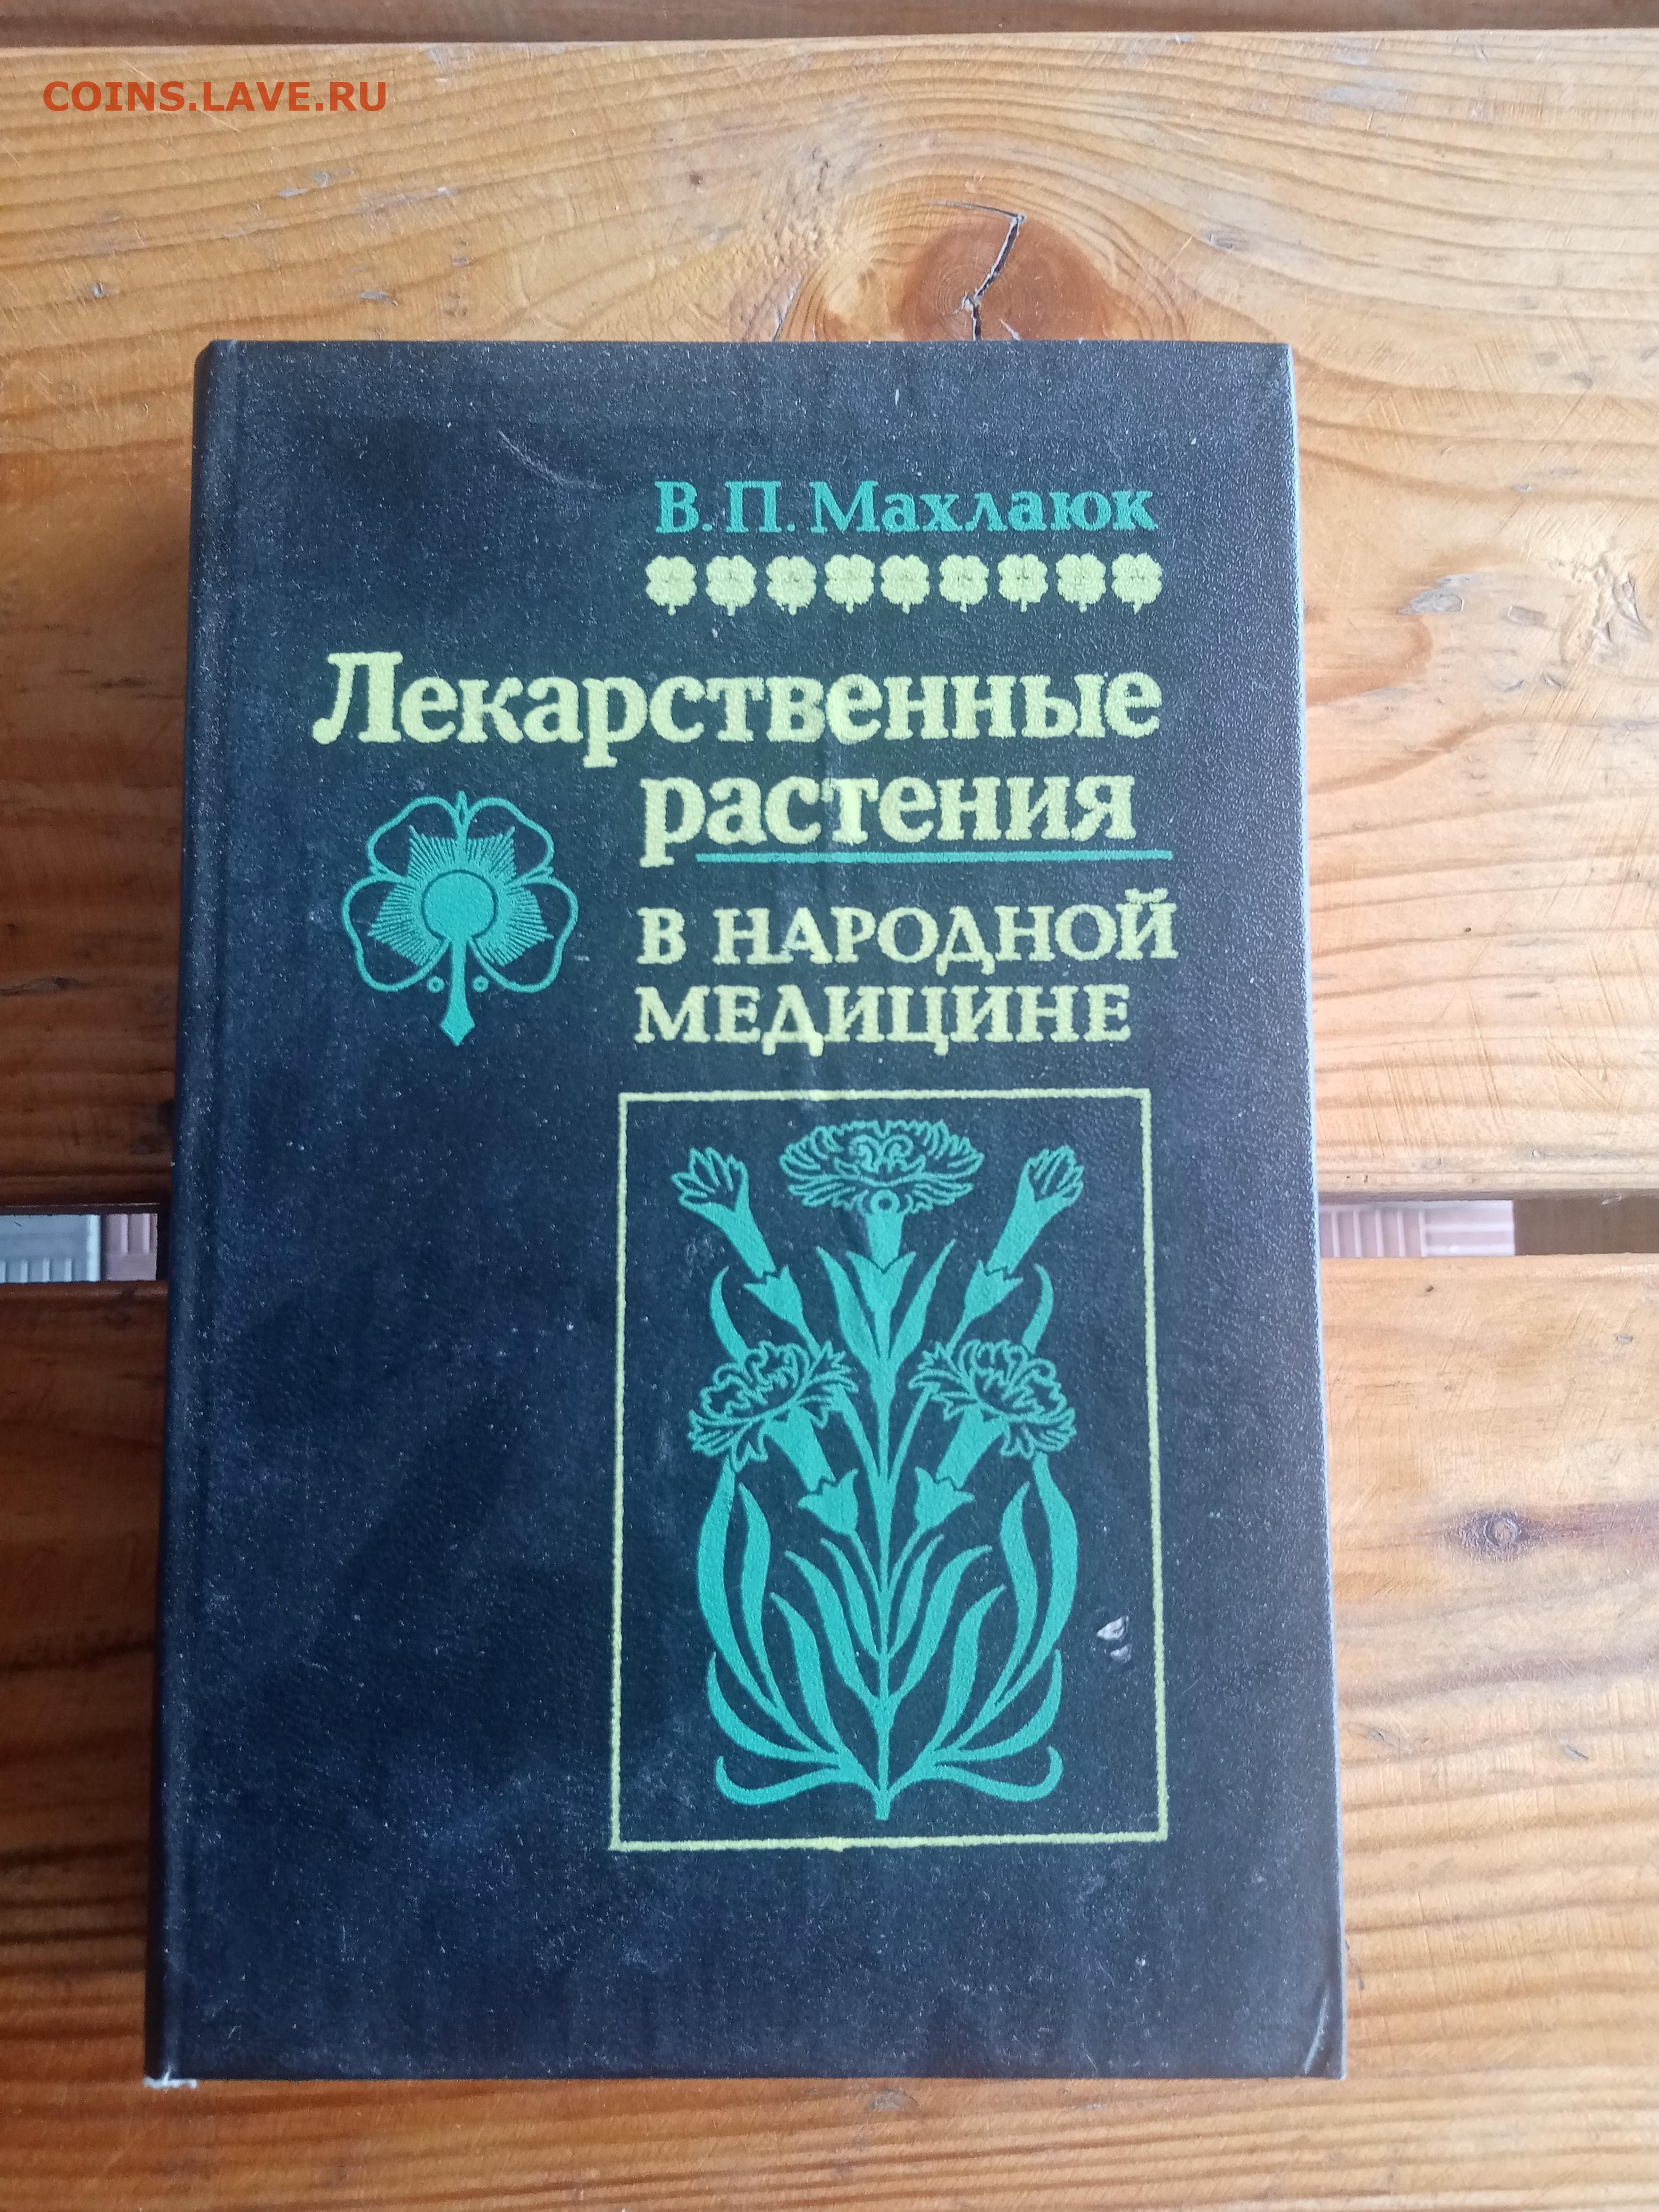 COINS.LAVE.RU
В. П. Махлаюк
Лекарственные
растения
В НАРОДНОЙ
МЕДИЦИНЕ